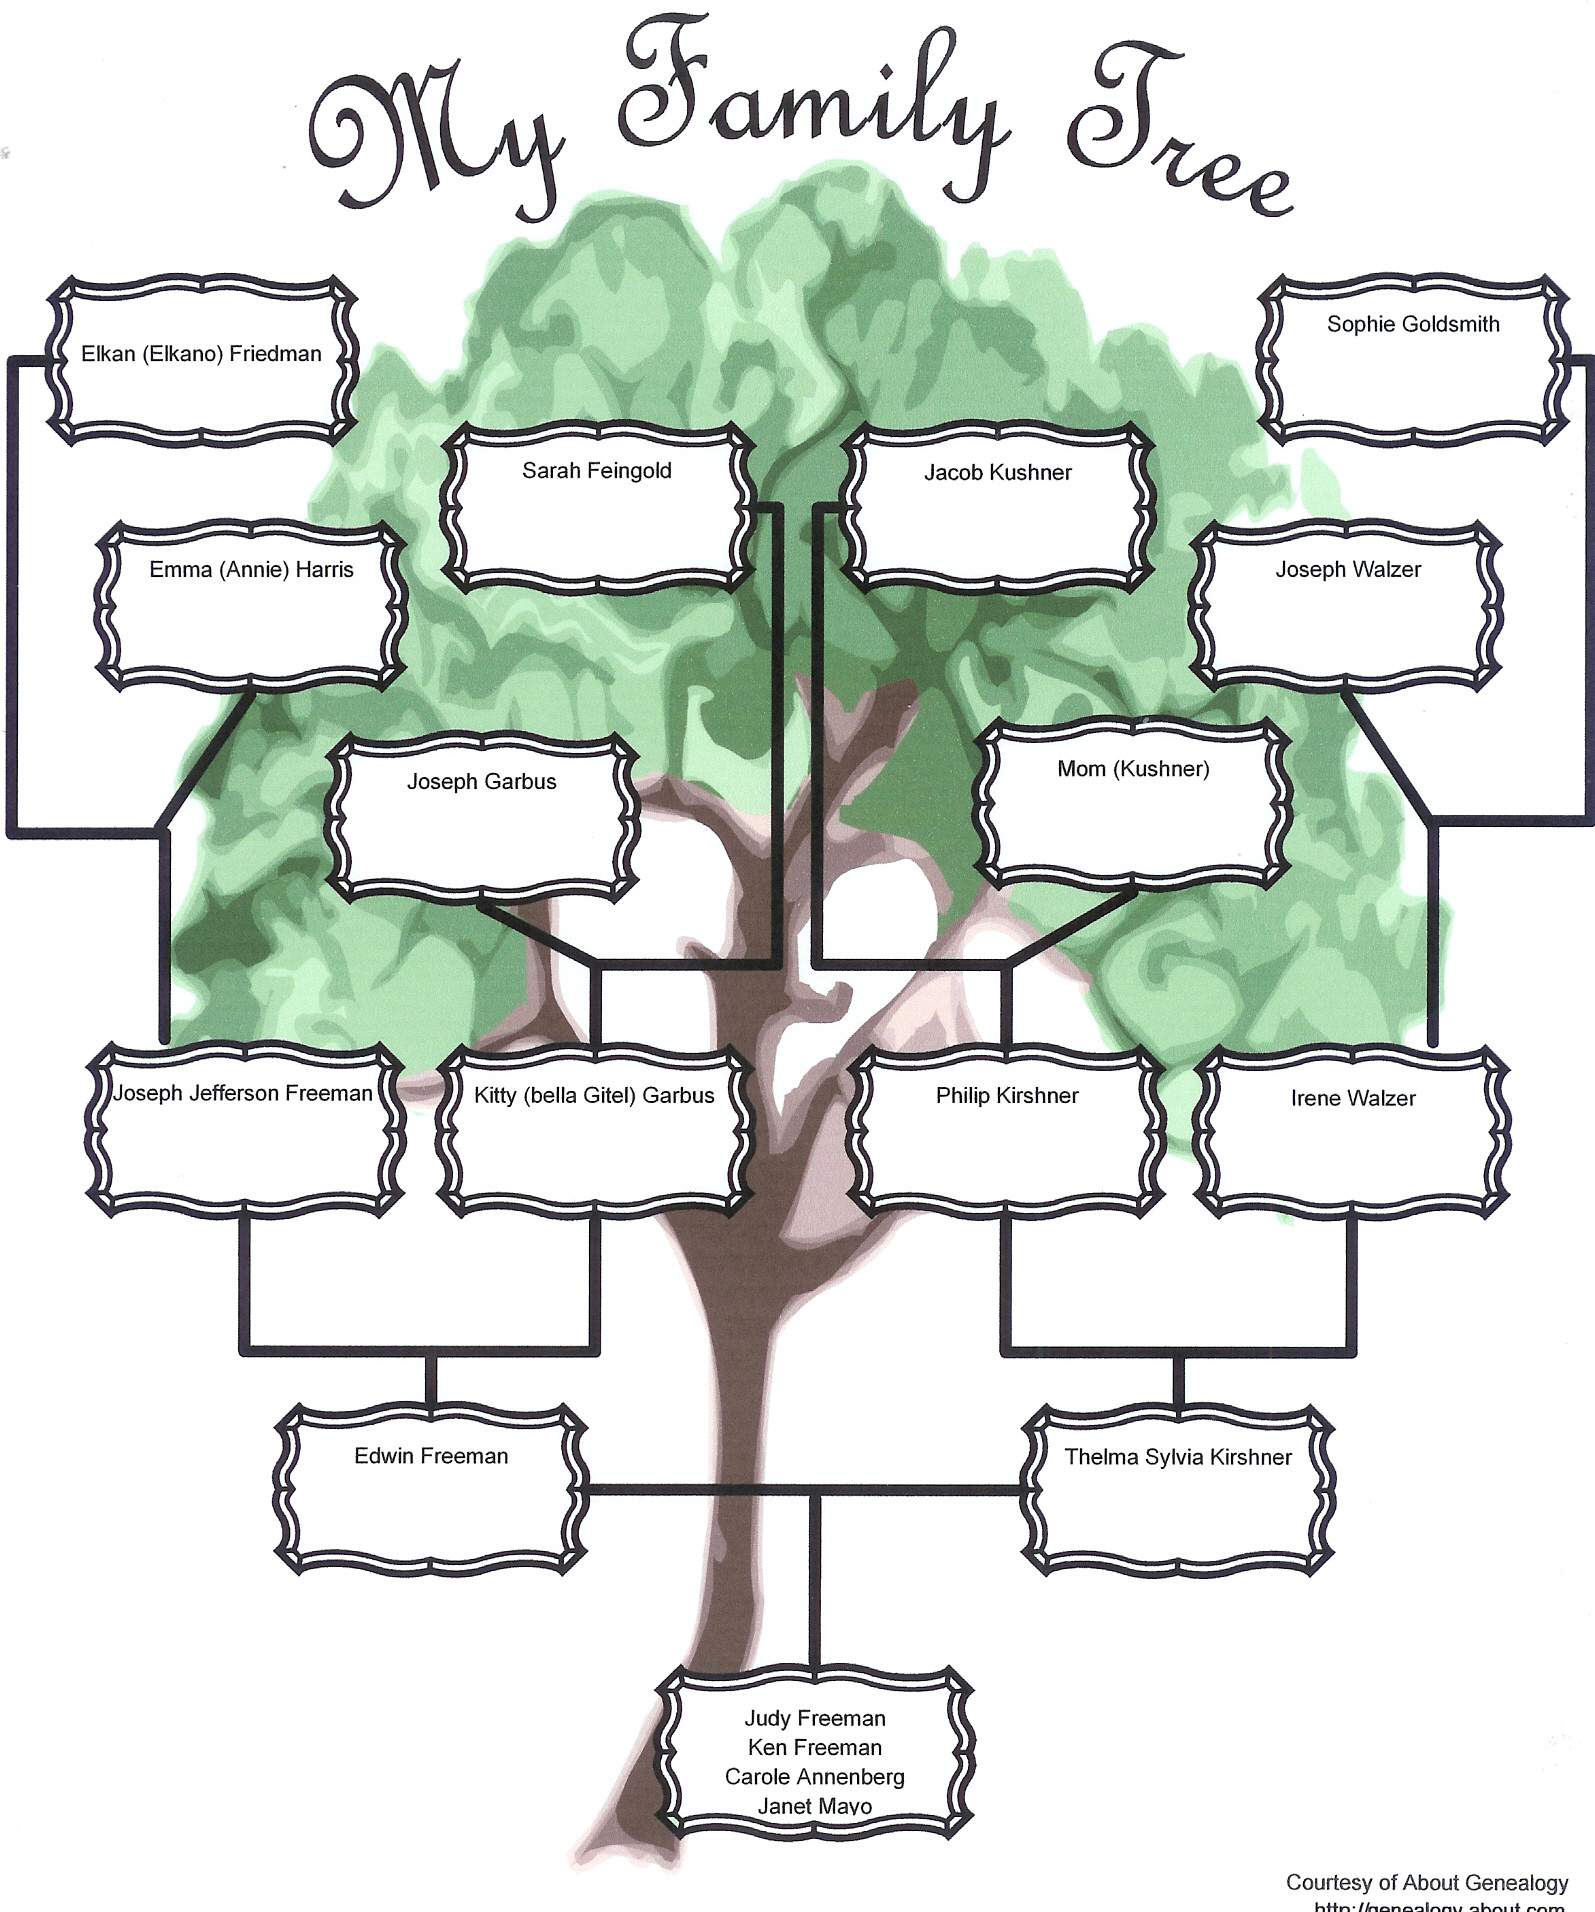 My Family Tree
Elkan (Elkano) Friedman
Sophie Goldsmith
Sarah Feingold
Jacob Kushner
Emma (Annie) Harris
Joseph Walzer
Joseph Garbus
Mom (Kushner)
Joseph Jefferson Freeman
Kitty (bella Gitel) Garbus
Philip Kirshner
Irene Walzer
Edwin Freeman
Thelma Sylvia Kirshner
Judy Freeman
Ken Freeman
Carole Annenberg
Janet Mayo
Courtesy of About Genealogy
http://genealogy.about.com